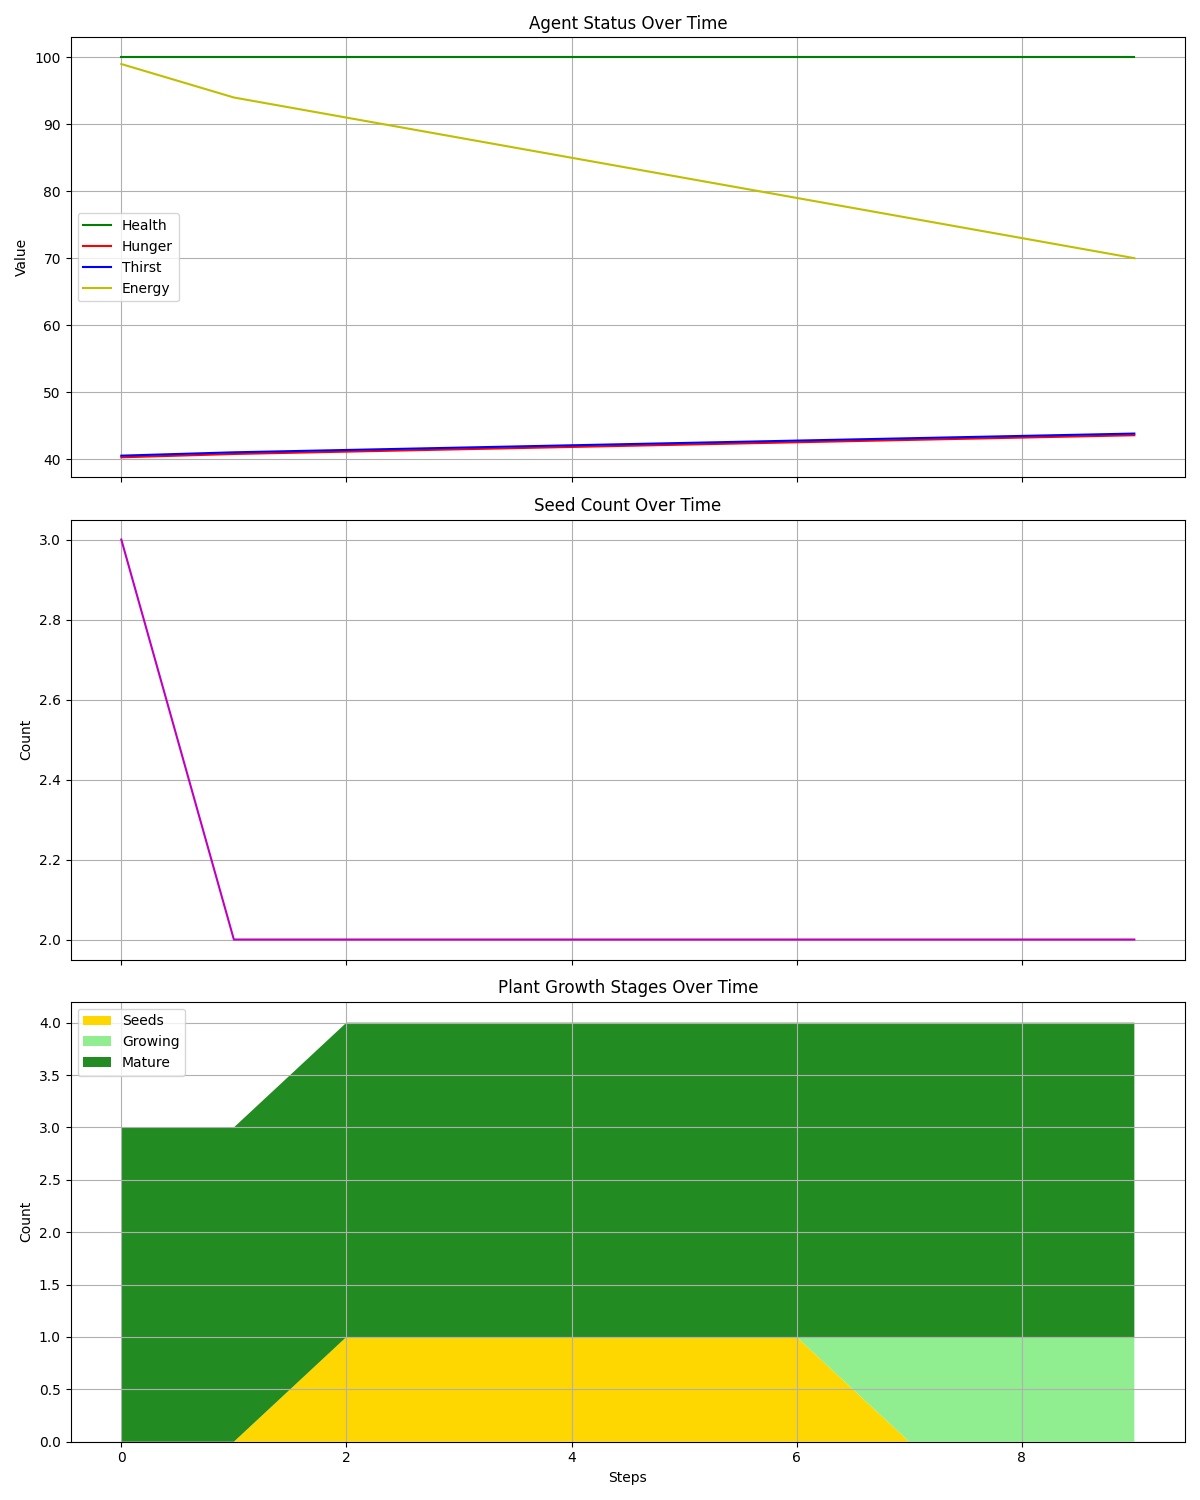 Agent Status Over Time
100
90
80
70
60
50
40
Value
Health
Hunger
Thirst
Energy
Seed Count Over Time
3.0
2.8
2.6
2.4
2.2
2.0
Count
Plant Growth Stages Over Time
4.0
3.5
3.0
2.5
2.0
1.5
1.0
0.5
0.0
Count
Seeds
Growing
Mature
0 2 4 6 8
Steps